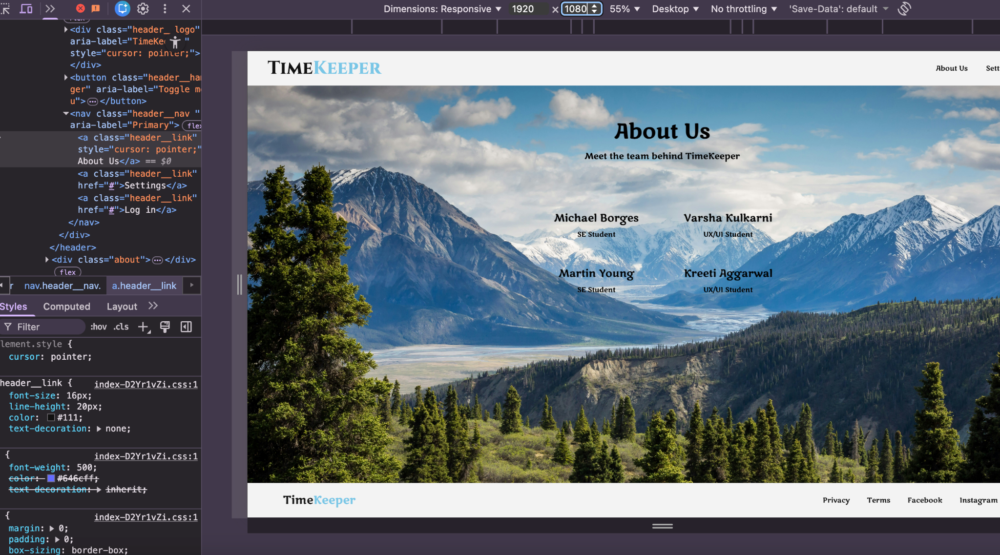 Dimensions: Responsive ▼ 1920 × 1080 55% ▼ Desktop ▼ No throttling ▼ 'Save-Data': default ▼
flex
<div class="header__logo"
aria-label="TimeKee "
style="cursor: pointer;">
</div>
<button class="header__ha
ger" aria-label="Toggle m
u">…</button>
<nav class="header__nav "
aria-label="Primary"> flex
<a class="header__link"
style="cursor: pointer;"
About Us</a> == $0
<a class="header__link"
href="#">Settings</a>
<a class="header__link"
href="#">Log in</a>
</nav>
</div>
</header>
<div class="about">…</div>
flex
r nav.header__nav. a.header__link
Styles Computed Layout
Filter :hov .cls
lement.style {
cursor: pointer;
header__link { index-D2Yr1vZi.css:1
font-size: 16px;
line-height: 20px;
color: #111;
text-decoration: none;
{ index-D2Yr1vZi.css:1
font-weight: 500;
color: #646cff;
text-decoration: inherit;
{ index-D2Yr1vZi.css:1
margin: 0;
padding: 0;
box-sizing: border-box;
TIMEKEEPER
About Us Sett
About Us
Meet the team behind TimeKeeper
Michael Borges
SE Student
Varsha Kulkarni
UX/UI Student
Martin Young
SE Student
Kreeti Aggarwal
UX/UI Student
TimeKeeper
Privacy Terms Facebook Instagram